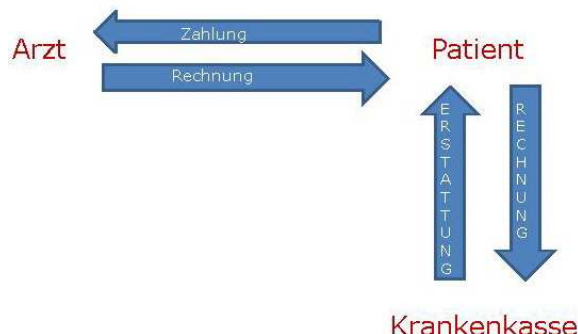 Zahlung
Arzt
Patient
Rechnung
ERSTATTUNG
RECHNUNG
Krankenkasse